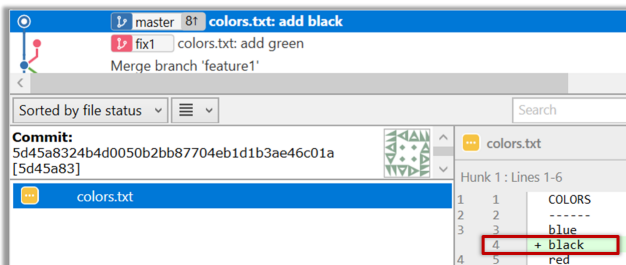 master 8↑ colors.txt: add black
fix1 colors.txt: add green
Merge branch 'feature1'
Sorted by file status
Search
Commit:
5d45a8324b4d0050b2bb87704eb1d1b3ae46c01a
[5d45a83]
colors.txt
colors.txt
Hunk 1 : Lines 1-6
1 1 COLORS
2 2 ------
3 3 blue
4 + black
4 5 red